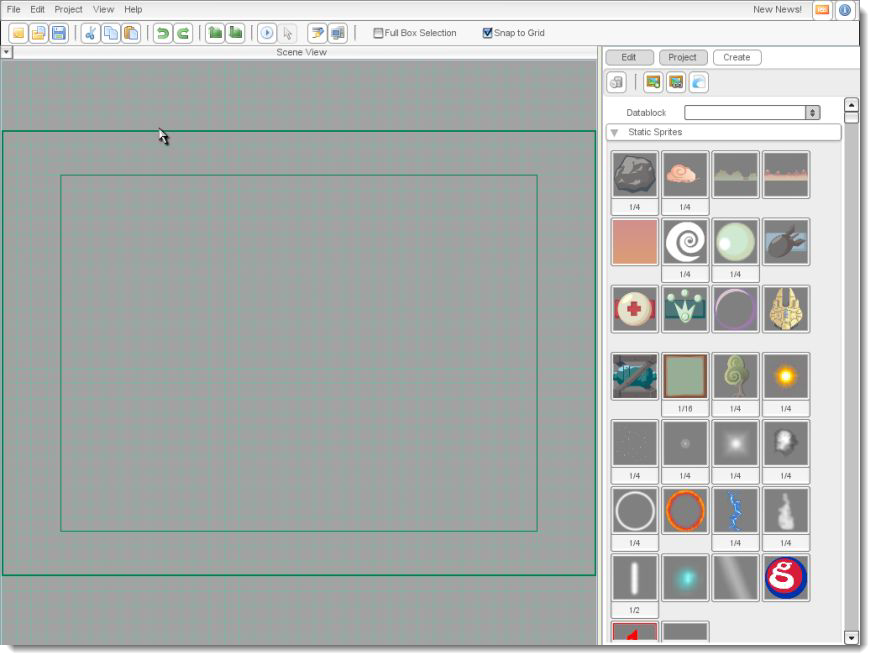 File Edit Project View Help New News!
Full Box Selection Snap to Grid
Scene View
Edit Project Create
Datablock
Static Sprites
1/4 1/4
1/4 1/4
1/16 1/4 1/4
1/4 1/4 1/4 1/4
1/4 1/4 1/4
g
1/2